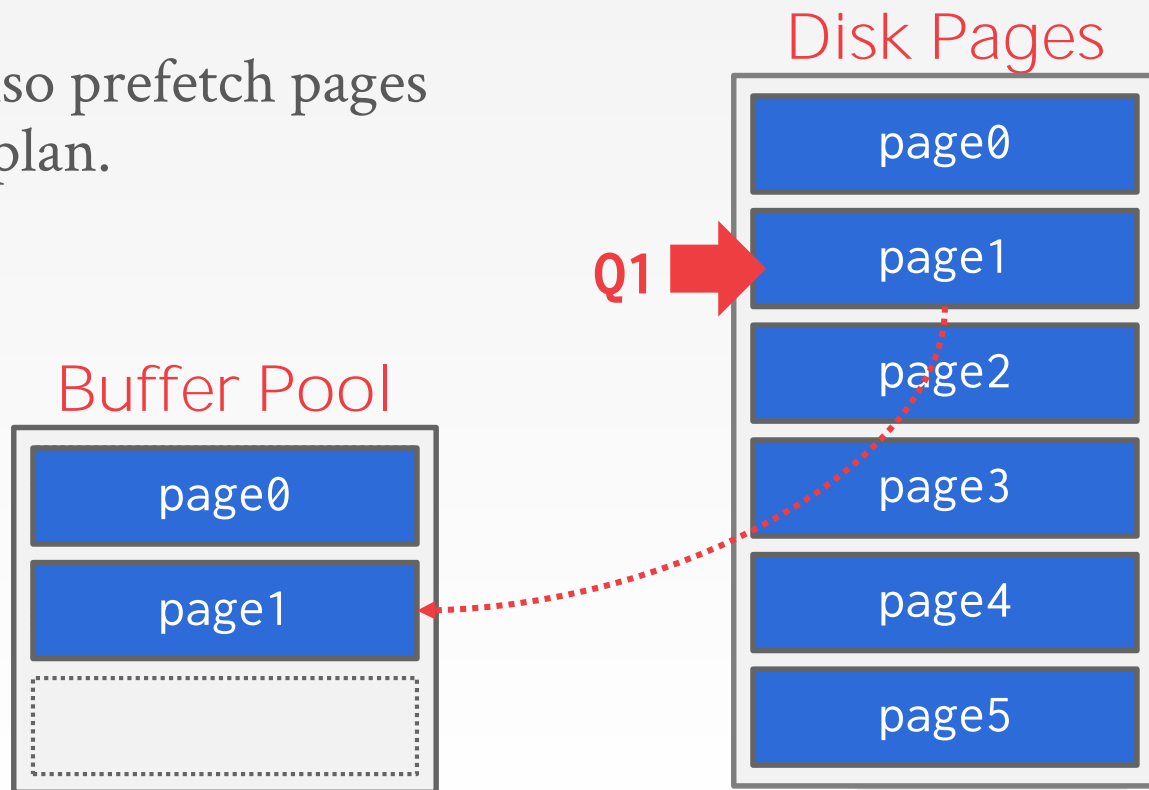 so prefetch pages
plan.
Disk Pages
page0
page1
Q1
page2
page3
page4
page5
Buffer Pool
page0
page1